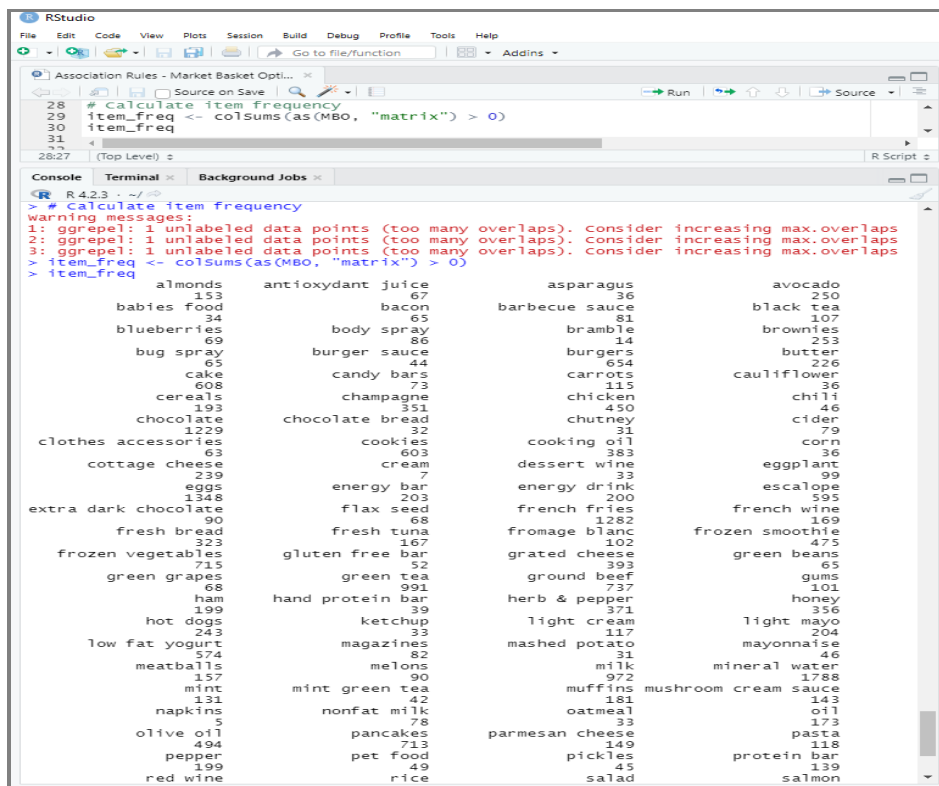 RStudio
File Edit Code View Plots Session Build Debug Profile Tools Help
Go to file/function Addins
Association Rules - Market Basket Opti...
Source on Save Run Source
28 # Calculate item frequency
29 item_freq <- colSums(as(MBO, "matrix") > 0)
30 item_freq
31
28:27 (Top Level) R Script
Console Terminal Background Jobs
R 4.2.3 · ~/
> # Calculate item frequency
Warning messages:
1: ggrepel: 1 unlabeled data points (too many overlaps). Consider increasing max.overlaps
2: ggrepel: 1 unlabeled data points (too many overlaps). Consider increasing max.overlaps
3: ggrepel: 1 unlabeled data points (too many overlaps). Consider increasing max.overlaps
> item_freq <- colSums(as(MBO, "matrix") > 0)
> item_freq
almonds antioxydant juice asparagus avocado
153 67 36 250
babies food bacon barbecue sauce black tea
34 65 81 107
blueberries body spray bramble brownies
69 86 14 253
bug spray burger sauce burgers butter
65 44 654 226
cake candy bars carrots cauliflower
608 73 115 36
cereals champagne chicken chili
193 351 450 46
chocolate chocolate bread chutney cider
1229 32 31 79
clothes accessories cookies cooking oil corn
63 603 383 36
cottage cheese cream dessert wine eggplant
239 7 33 99
eggs energy bar energy drink escalope
1348 203 200 595
extra dark chocolate flax seed french fries french wine
90 68 1282 169
fresh bread fresh tuna fromage blanc frozen smoothie
323 167 102 475
frozen vegetables gluten free bar grated cheese green beans
715 52 393 65
green grapes green tea ground beef gums
68 991 737 101
ham hand protein bar herb & pepper honey
199 39 371 356
hot dogs ketchup light cream light mayo
243 33 117 204
low fat yogurt magazines mashed potato mayonnaise
574 82 31 46
meatballs melons milk mineral water
157 90 972 1788
mint mint green tea muffins mushroom cream sauce
131 42 181 143
napkins nonfat milk oatmeal oil
5 78 33 173
olive oil pancakes parmesan cheese pasta
494 713 149 118
pepper pet food pickles protein bar
199 49 45 139
red wine rice salad salmon